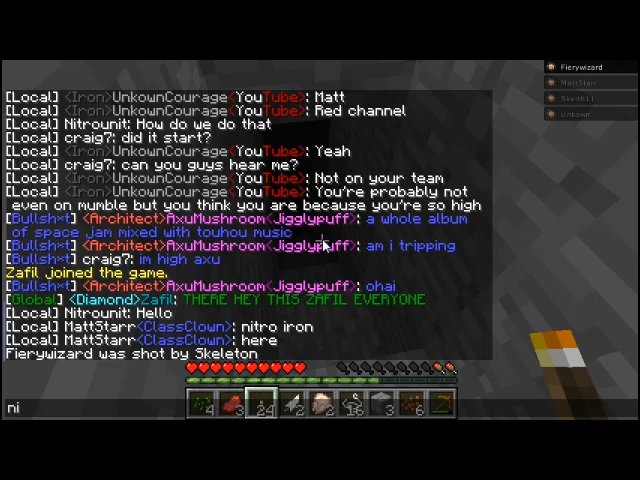 Fierywizard
MattStarr
Skeith11
Unkown
[Local] <Iron>UnkownCourage<YouTube>: Matt
[Local] <Iron>UnkownCourage<YouTube>: Red channel
[Local] Nitrounit: How do we do that
[Local] craig7: did it start?
[Local] <Iron>UnkownCourage<YouTube>: Yeah
[Local] craig7: can you guys hear me?
[Local] <Iron>UnkownCourage<YouTube>: Not on your team
[Local] <Iron>UnkownCourage<YouTube>: You're probably not
even on mumble but you think you are because you're so high
[Bullsh*t] <Architect>AxuMushroom<Jigglypuff>: a whole album
of space jam mixed with touhou music
[Bullsh*t] <Architect>AxuMushroom<Jigglypuff>: am i tripping
[Bullsh*t] craig7: im high axu
Zafil joined the game.
[Bullsh*t] <Architect>AxuMushroom<Jigglypuff>: ohai
[Global] <Diamond>Zafil: THERE HEY THIS ZAFIL EVERYONE
[Local] Nitrounit: Hello
[Local] MattStarr<ClassClown>: nitro iron
[Local] MattStarr<ClassClown>: here
Fierywizard was shot by Skeleton
4 3 24 2 2 16 3 6
ni